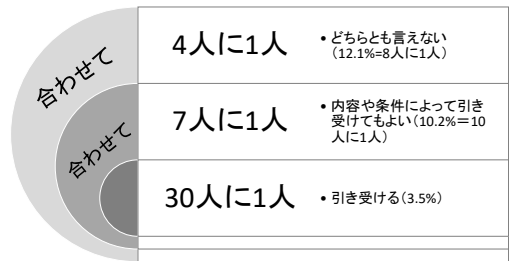 合わせて
4人に1人
• どちらとも言えない
（12.1%=8人に1人）
合わせて
7人に1人
• 内容や条件によって引き
受けてもよい（10.2%＝10
人に1人）
30人に1人
• 引き受ける（3.5%）